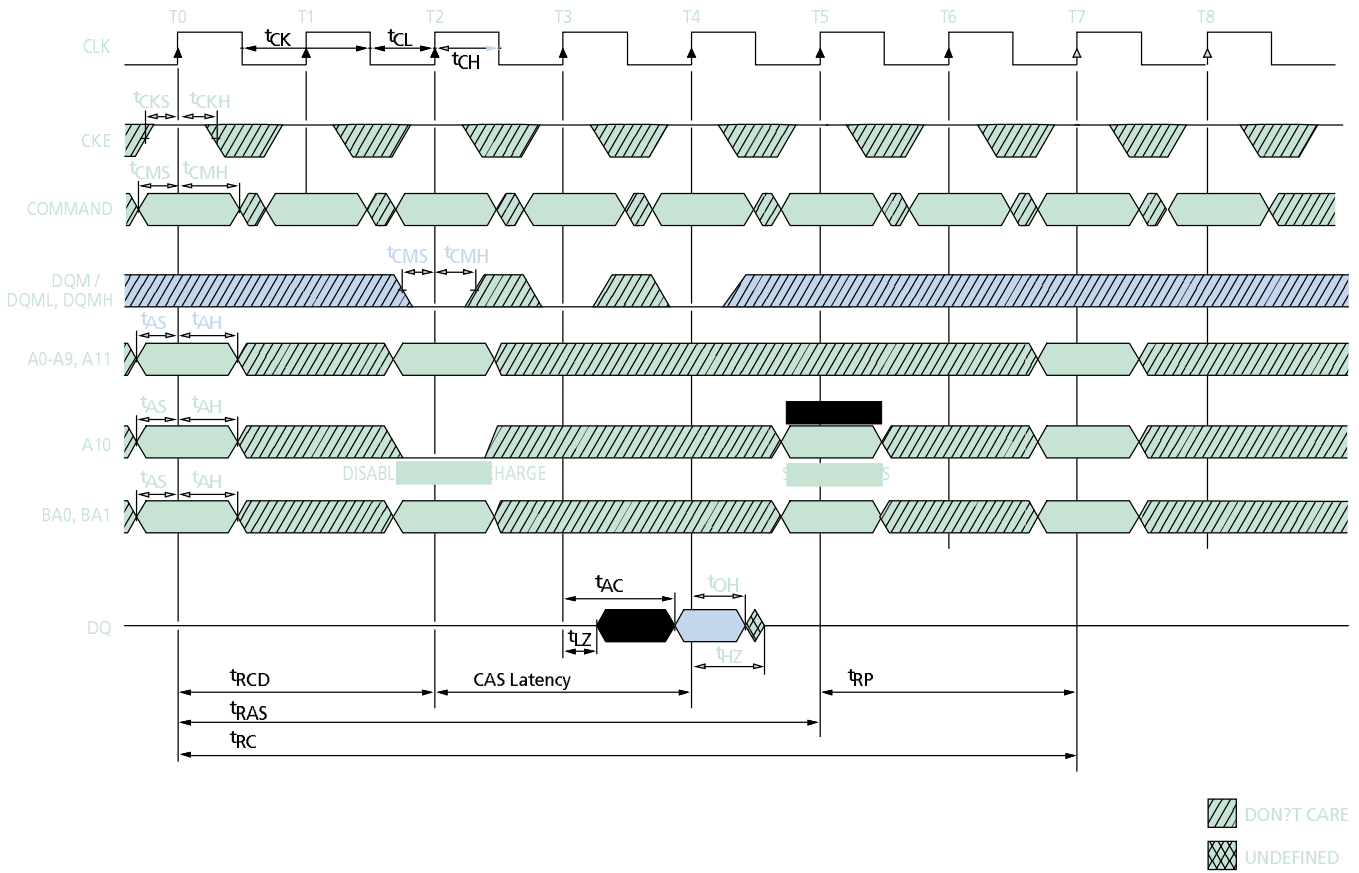 T0 T1 T2 T3 T4 T5 T6 T7 T8
CLK
tCK
tCL
tCH
tCKS tCKH
CKE
tCMS tCMH
COMMAND
tCMS tCMH
DQM /
DQML, DQMH
tAS tAH
A0-A9, A11
tAS tAH
A10
tAS tAH
BA0, BA1
tAC
tOH
DQ
tLZ
tHZ
tRCD
CAS Latency
tRP
tRAS
tRC
DON?T CARE
UNDEFINED